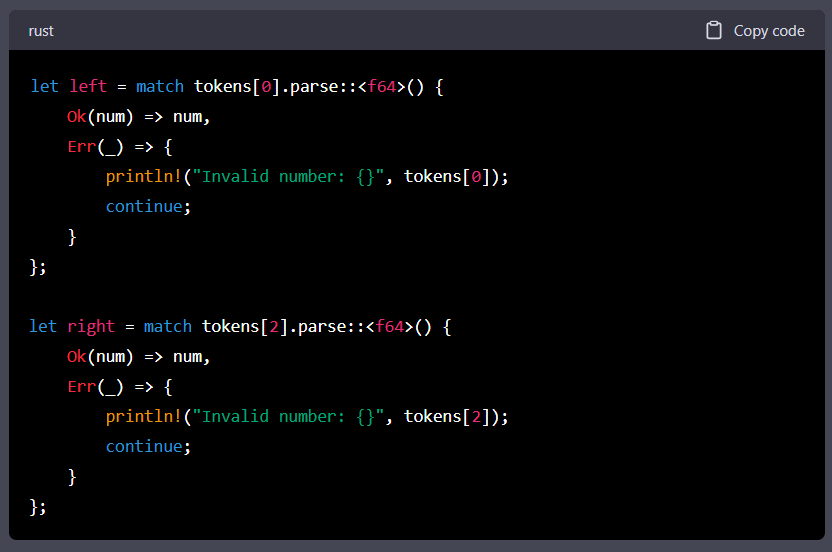 rust
Copy code
let left = match tokens[0].parse::<f64>() {
    Ok(num) => num,
    Err(_) => {
        println!("Invalid number: {}", tokens[0]);
        continue;
    }
};

let right = match tokens[2].parse::<f64>() {
    Ok(num) => num,
    Err(_) => {
        println!("Invalid number: {}", tokens[2]);
        continue;
    }
};